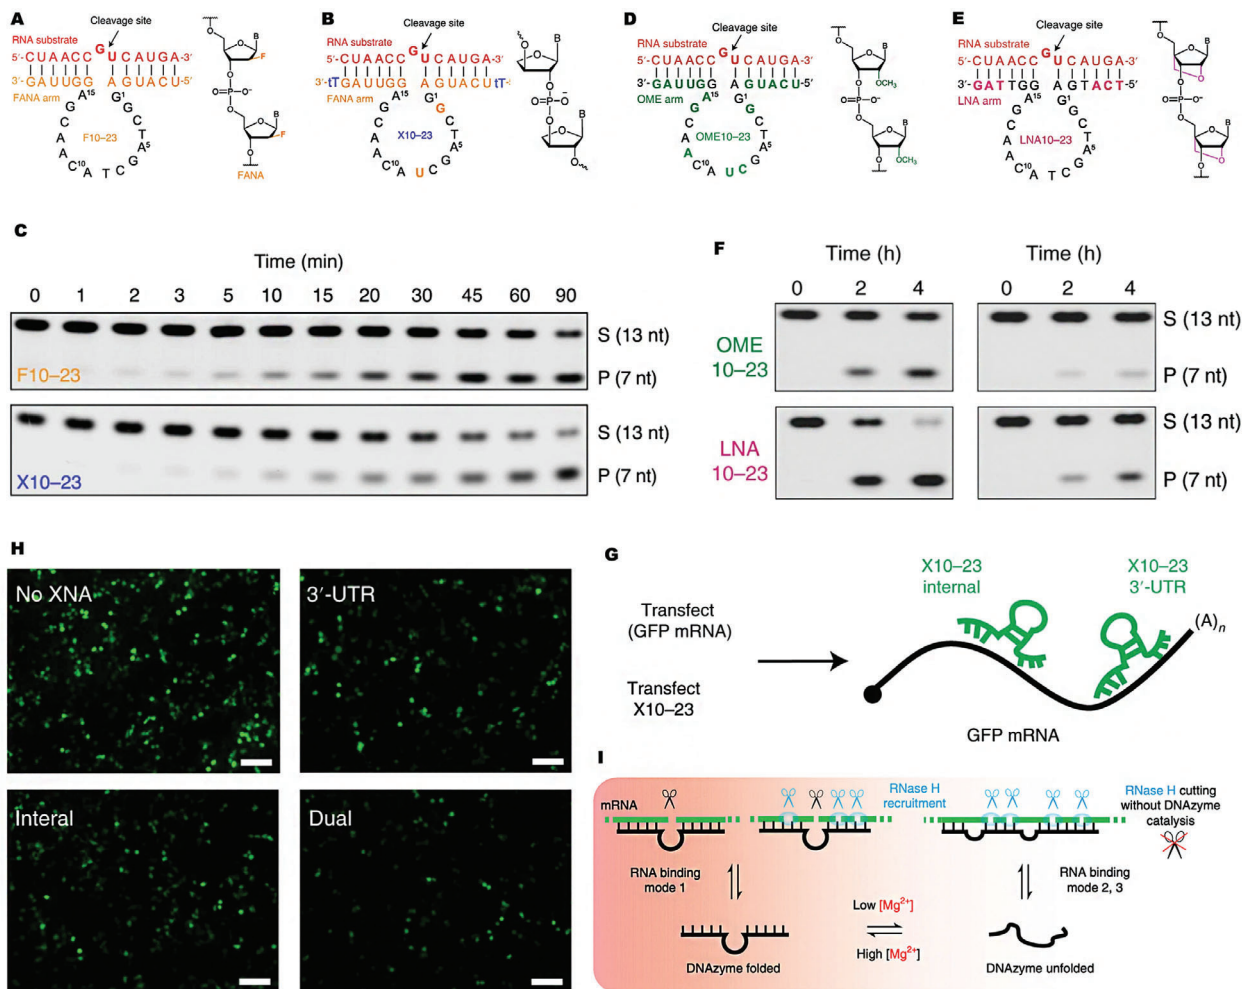 A
Cleavage site
RNA substrate
G U
5'-CUAACC CAUGA-3'
3'-GAUUGG AGUACU-5'
FANA arm
A15 G1
G C
C T
A F10–23 A5
A G
C10 C
A T
FANA
B
O
F
O
O
O=P–O-
O
B
O
F
O
B
Cleavage site
RNA substrate
G U
5'-CUAACC CAUGA-3'
3'-tTGAUUGG AGUACUtT-5'
FANA arm
A15 G1
G G
C C T
A X10–23 A5
A G
C10 C
A U
B
O
O
O=P–O-
O
B
O
O
D
Cleavage site
RNA substrate
G U
5'-CUAACC CAUGA-3'
3'-GAUUGG AGUACU-5'
OME arm
A15 G1
G G
C C T
A OME10–23 A5
A G
C10 A U C
B
O
OCH3
O
O=P–O-
O
B
O
OCH3
E
Cleavage site
RNA substrate
G U
5'-CUAACC CAUGA-3'
3'-GATTGG AGTACT-5'
LNA arm
A15 G1
G C
C T
A LNA10–23 A5
A G
C10 A T C
B
O
O
O=P–O-
O
B
O
O
C
Time (min)
0 1 2 3 5 10 15 20 30 45 60 90
S (13 nt)
F10–23
P (7 nt)
S (13 nt)
X10–23
P (7 nt)
F
Time (h) Time (h)
0 2 4 0 2 4
S (13 nt)
OME
10–23
P (7 nt)
S (13 nt)
LNA
10–23
P (7 nt)
H
No XNA
3'-UTR
Interal
Dual
G
Transfect
(GFP mRNA)
Transfect
X10–23
X10–23
internal
X10–23
3'-UTR
(A)n
GFP mRNA
I
mRNA
RNase H
recruitment
RNase H cutting
without DNAzyme
catalysis
RNA binding
mode 1
RNA binding
mode 2, 3
Low [Mg2+]
High [Mg2+]
DNAzyme folded
DNAzyme unfolded